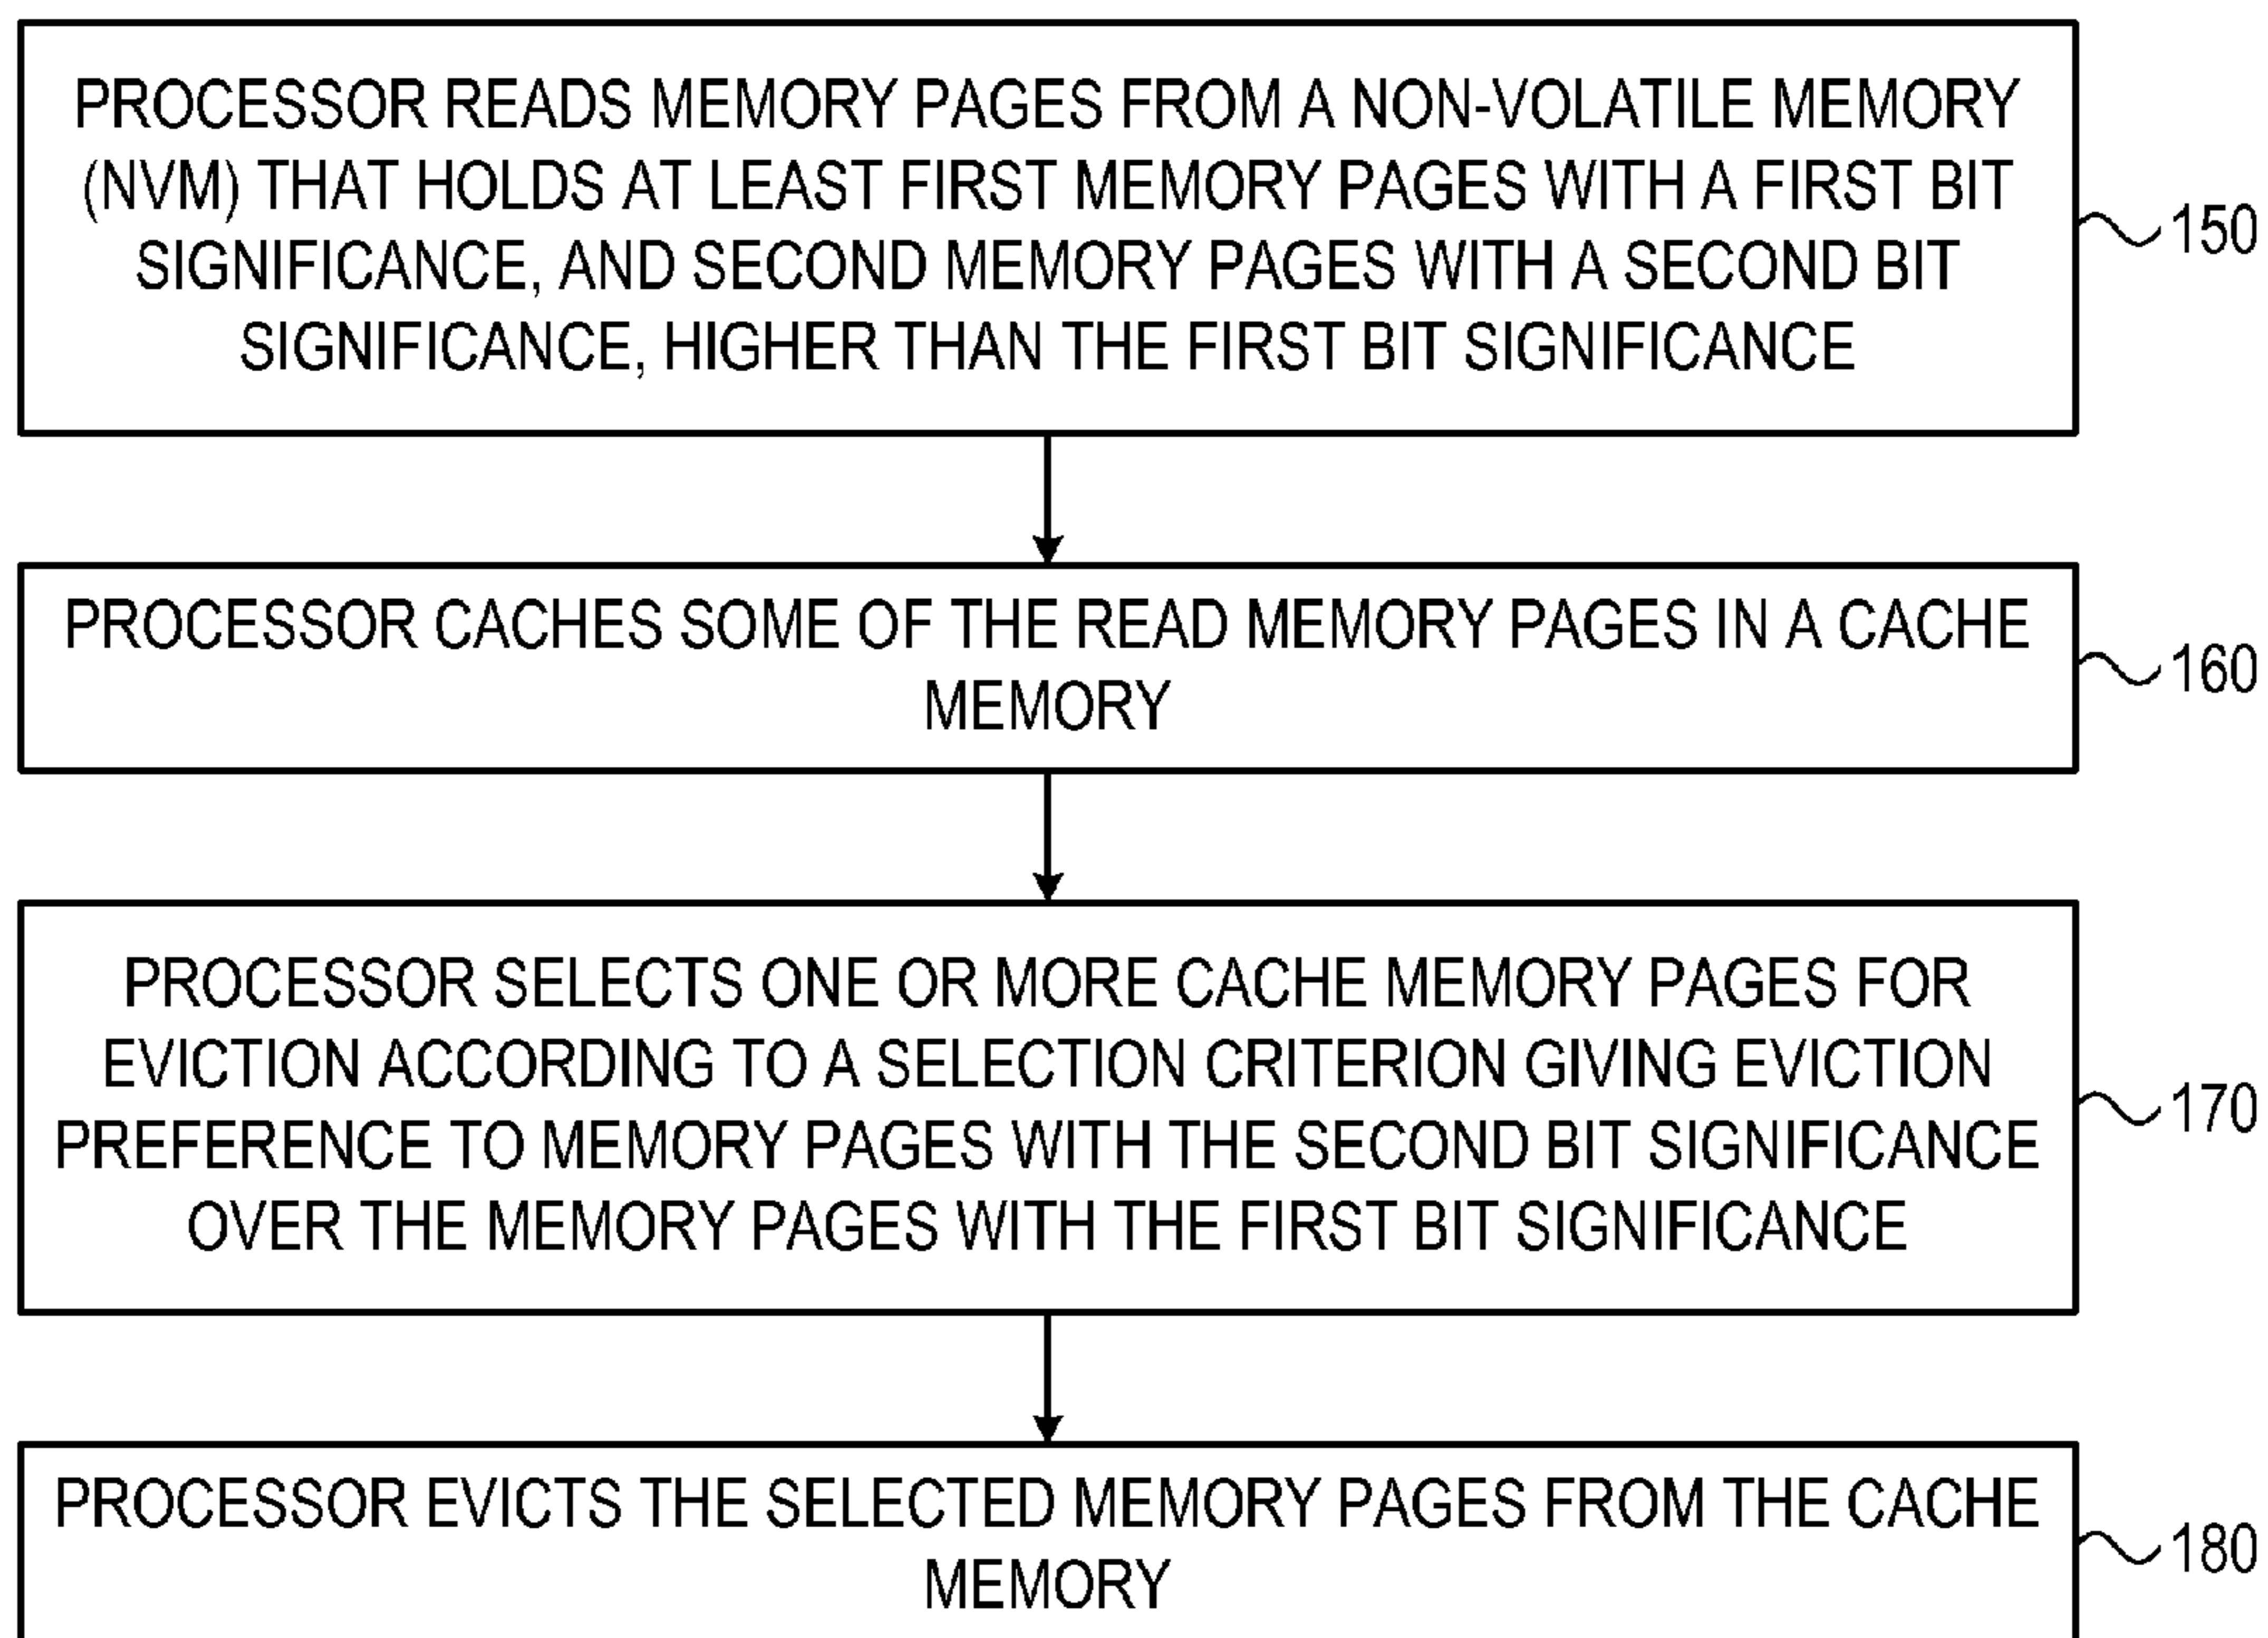 PROCESSOR READS MEMORY PAGES FROM A NON-VOLATILE MEMORY
(NVM) THAT HOLDS AT LEAST FIRST MEMORY PAGES WITH A FIRST BIT
SIGNIFICANCE, AND SECOND MEMORY PAGES WITH A SECOND BIT
SIGNIFICANCE, HIGHER THAN THE FIRST BIT SIGNIFICANCE
150
PROCESSOR CACHES SOME OF THE READ MEMORY PAGES IN A CACHE
MEMORY
160
PROCESSOR SELECTS ONE OR MORE CACHE MEMORY PAGES FOR
EVICTION ACCORDING TO A SELECTION CRITERION GIVING EVICTION
PREFERENCE TO MEMORY PAGES WITH THE SECOND BIT SIGNIFICANCE
OVER THE MEMORY PAGES WITH THE FIRST BIT SIGNIFICANCE
170
PROCESSOR EVICTS THE SELECTED MEMORY PAGES FROM THE CACHE
MEMORY
180